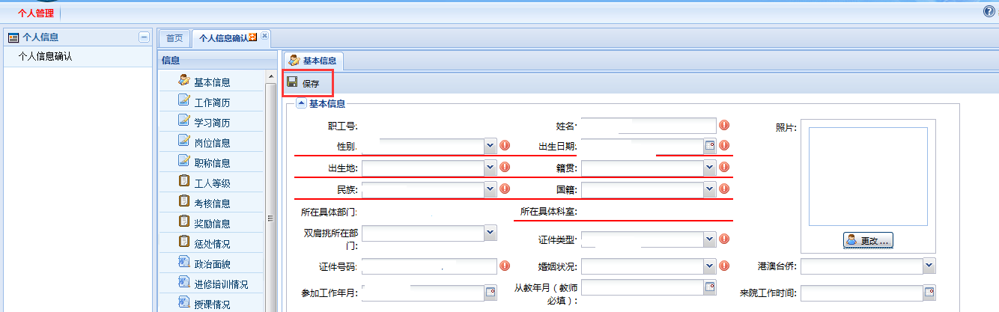 个人管理
个人信息
个人信息确认
首页
个人信息确认
信息
基本信息
工作简历
学习简历
岗位信息
职称信息
工人等级
考核信息
奖励信息
惩处情况
政治面貌
进修培训情况
授课情况
基本信息
保存
基本信息
职工号:
姓名:
照片:
性别:
出生日期:
出生地:
籍贯:
民族:
国籍:
所在具体部门:
所在具体科室:
双肩挑所在部
门:
证件类型:
更改 ...
证件号码:
婚姻状况:
港澳台侨:
参加工作年月:
从教年月(教师
必填):
来院工作时间: